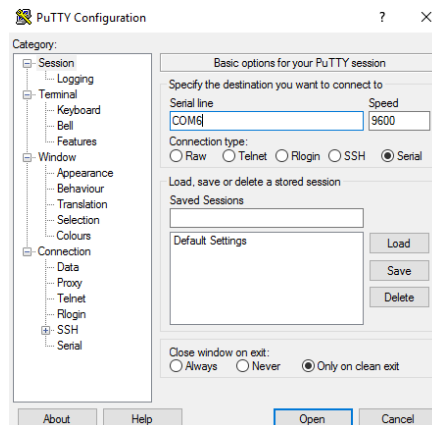 PuTTY Configuration
Category:
Session
Logging
Terminal
Keyboard
Bell
Features
Window
Appearance
Behaviour
Translation
Selection
Colours
Connection
Data
Proxy
Telnet
Rlogin
SSH
Serial
Basic options for your PuTTY session
Specify the destination you want to connect to
Serial line Speed
COM6 9600
Connection type:
Raw Telnet Rlogin SSH Serial
Load, save or delete a stored session
Saved Sessions
Default Settings
Load
Save
Delete
Close window on exit:
Always Never Only on clean exit
About Help Open Cancel